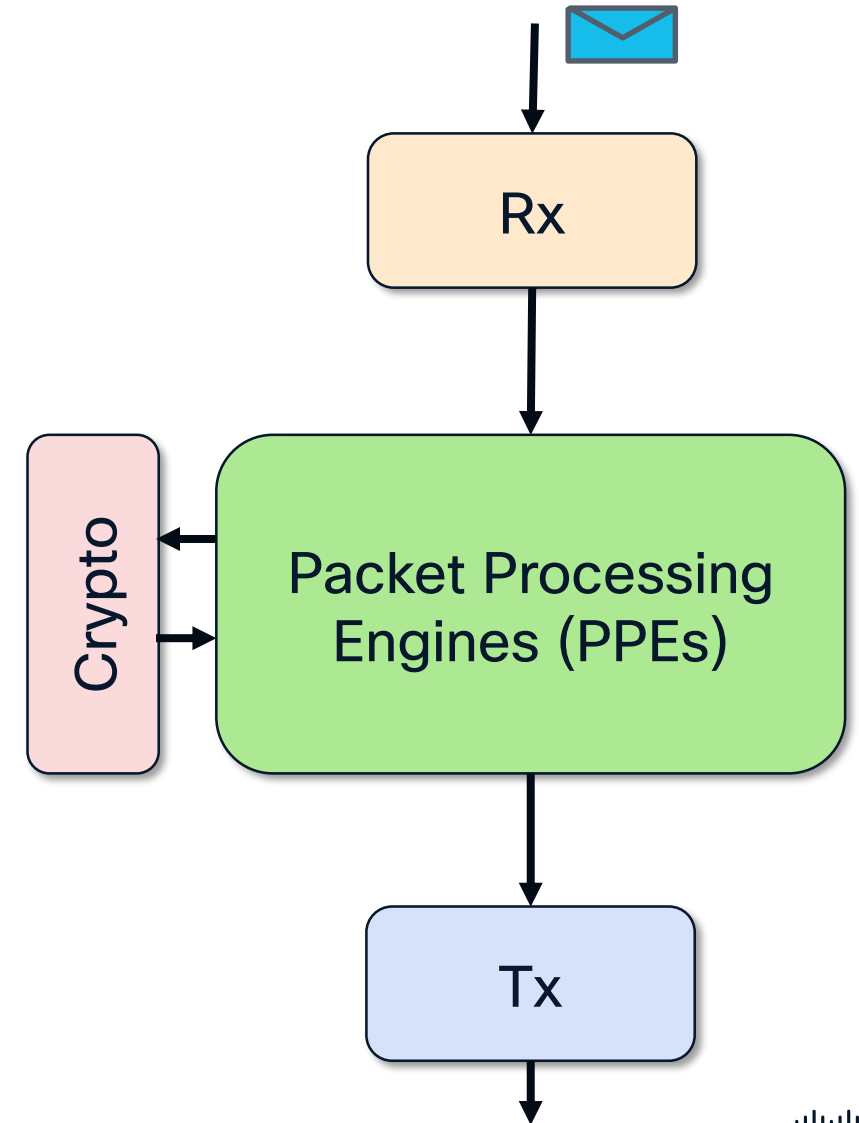 Rx
Crypto
Packet Processing
Engines (PPEs)
Tx